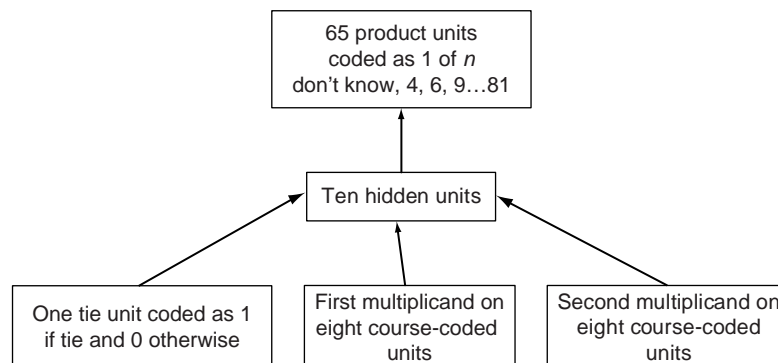 65 product units
coded as 1 of n
don’t know, 4, 6, 9…81
Ten hidden units
One tie unit coded as 1
if tie and 0 otherwise
First multiplicand on
eight course-coded
units
Second multiplicand on
eight course-coded
units